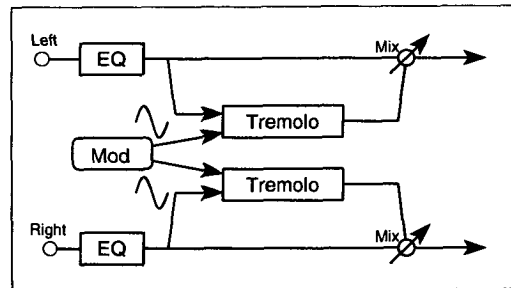 Left
EQ
Mix
Tremolo
Mod
Tremolo
Right
EQ
Mix